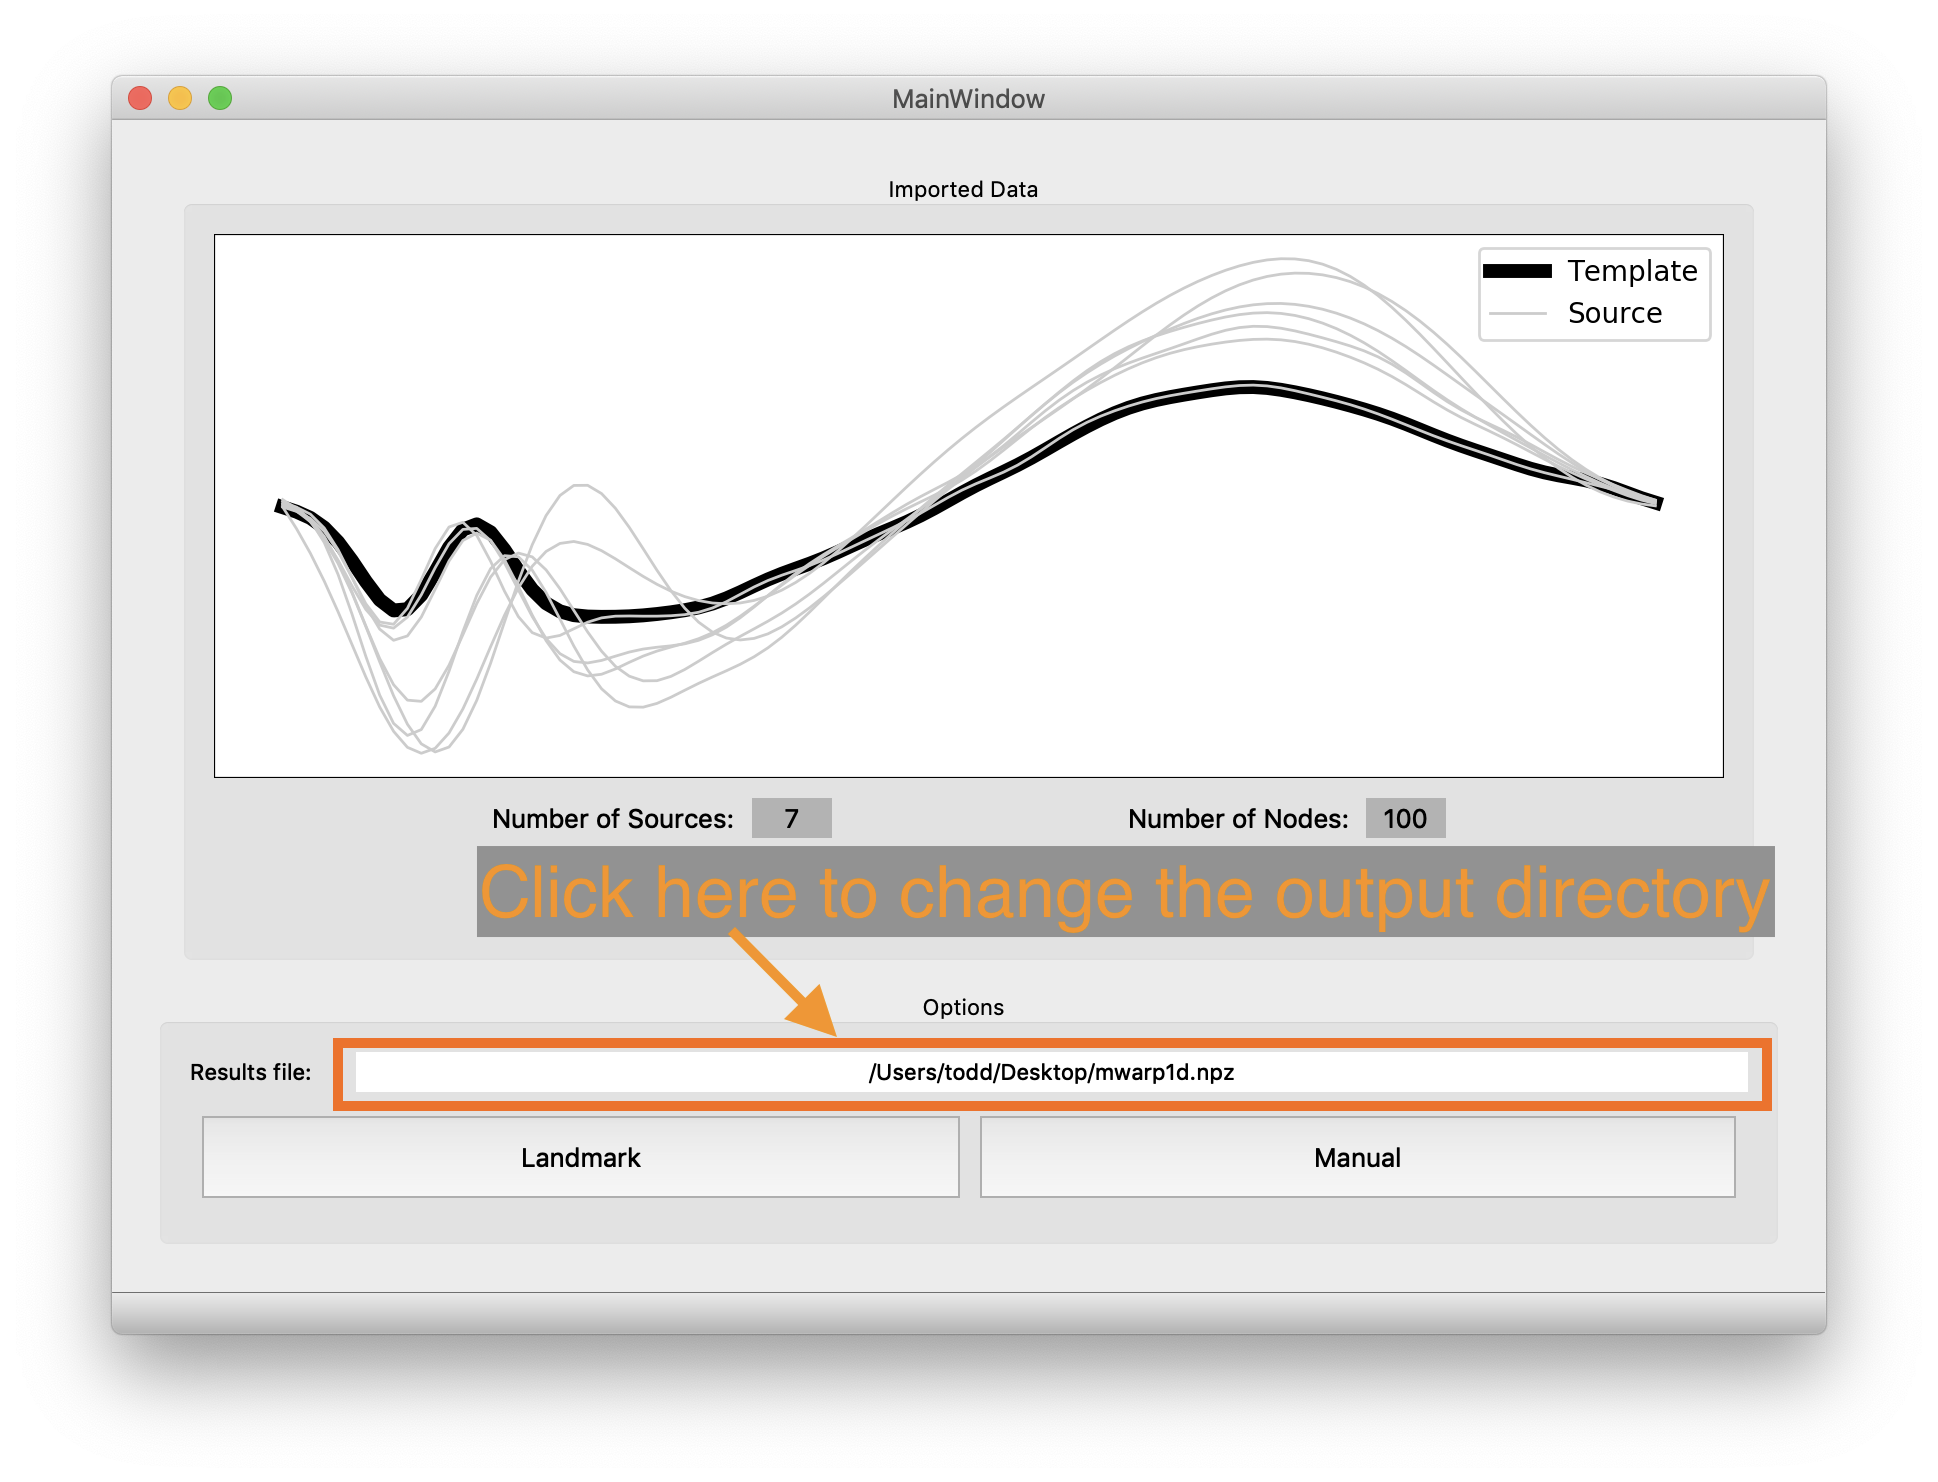 MainWindow
Imported Data
Template
Source
Number of Sources: 7
Number of Nodes: 100
Click here to change the output directory
Options
Results file: /Users/todd/Desktop/mwarp1d.npz
Landmark
Manual